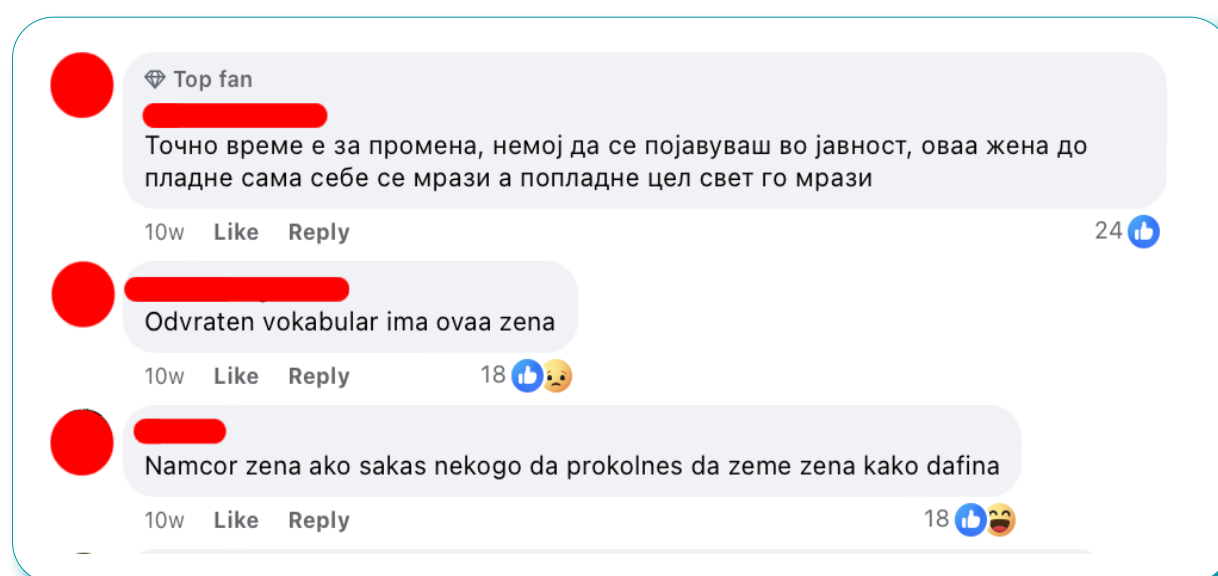 Top fan
Точно време е за промена, немој да се појавуваш во јавност, оваа жена до
пладне сама себе се мрази а попладне цел свет го мрази
10w Like Reply 24
Odvraten vokabular ima ovaa zena
10w Like Reply 18
Namcor zena ako sakas nekogo da prokolnes da zeme zena kako dafina
10w Like Reply 18